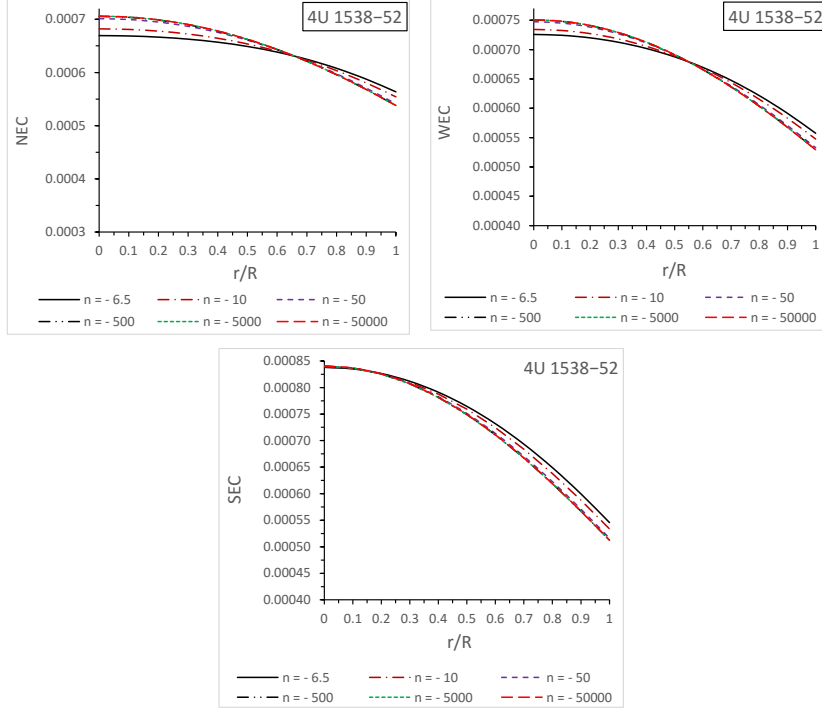 4U 1538−52
0.0007
0.0006
0.0005
0.0004
0.0003
NEC
0 0.1 0.2 0.3 0.4 0.5 0.6 0.7 0.8 0.9 1
r/R
n = - 6.5 n = - 10 n = - 50
n = - 500 n = - 5000 n = - 50000
4U 1538−52
0.00075
0.00070
0.00065
0.00060
0.00055
0.00050
0.00045
0.00040
WEC
0 0.1 0.2 0.3 0.4 0.5 0.6 0.7 0.8 0.9 1
r/R
n = - 6.5 n = - 10 n = - 50
n = - 500 n = - 5000 n = - 50000
4U 1538−52
0.00085
0.00080
0.00075
0.00070
0.00065
0.00060
0.00055
0.00050
0.00045
0.00040
SEC
0 0.1 0.2 0.3 0.4 0.5 0.6 0.7 0.8 0.9 1
r/R
n = - 6.5 n = - 10 n = - 50
n = - 500 n = - 5000 n = - 50000